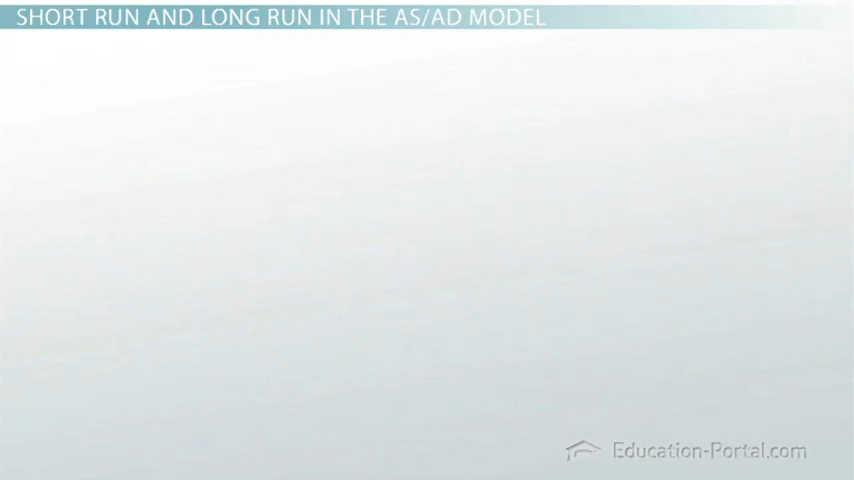 SHORT RUN AND LONG RUN IN THE AS/AD MODEL
Education-Portal.com